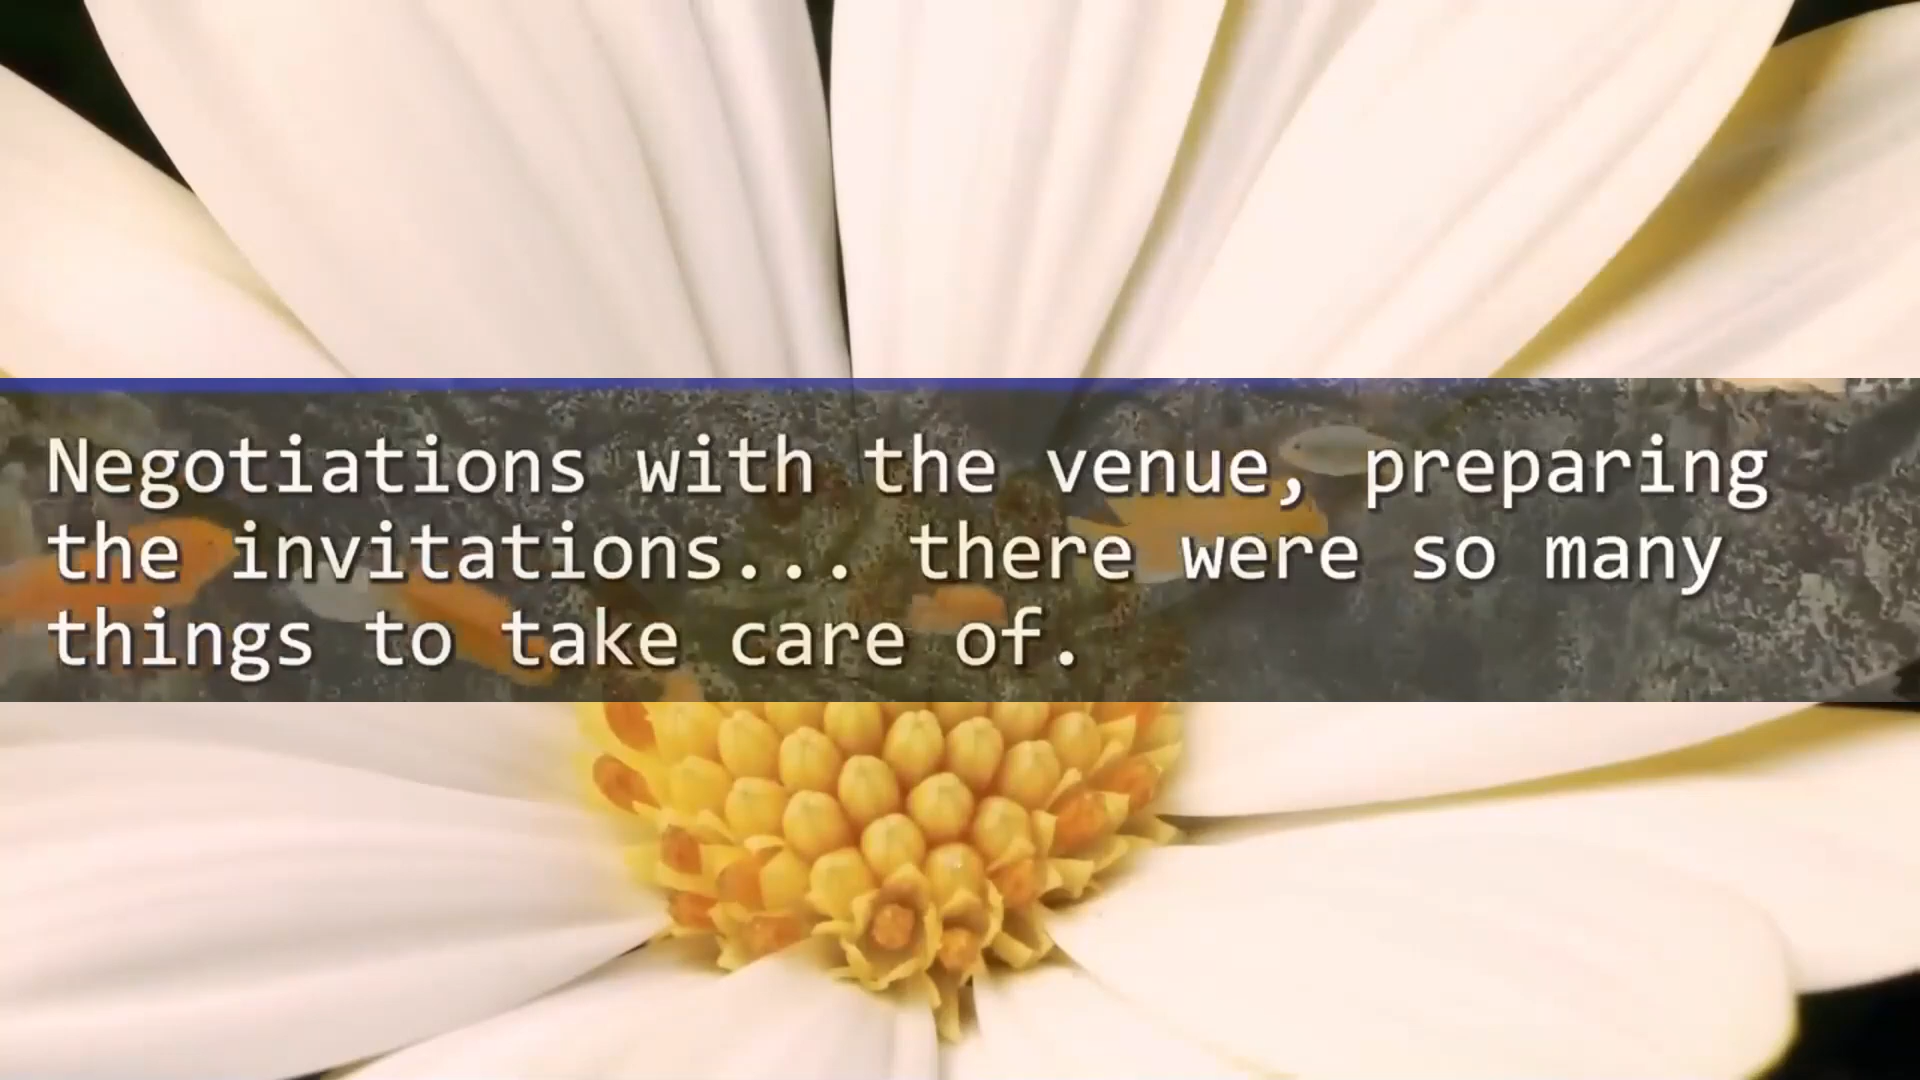 Negotiations with the venue, preparing
the invitations... there were so many
things to take care of.